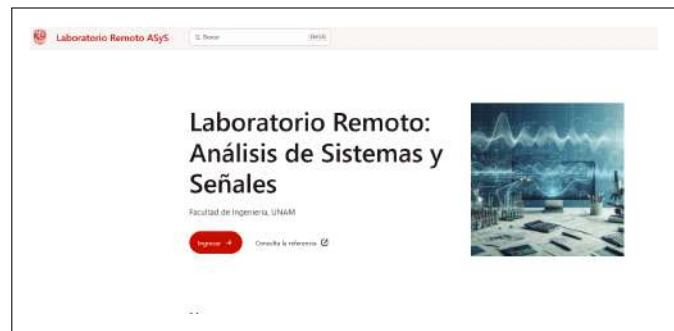 Laboratorio Remoto ASyS
Buscar
Laboratorio Remoto:
Análisis de Sistemas y
Señales
Facultad de Ingeniería, UNAM
Ingresar →
Consulta la referencia